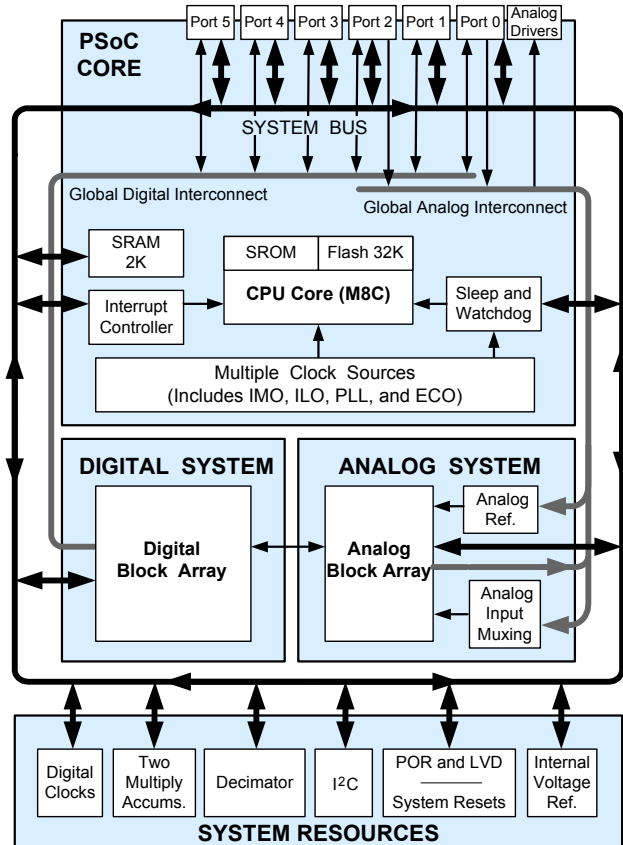 PSoC
CORE
Port 5
Port 4
Port 3
Port 2
Port 1
Port 0
Analog
Drivers
SYSTEM BUS
Global Digital Interconnect
Global Analog Interconnect
SRAM
2K
SROM
Flash 32K
CPU Core (M8C)
Interrupt
Controller
Sleep and
Watchdog
Multiple Clock Sources
(Includes IMO, ILO, PLL, and ECO)
DIGITAL SYSTEM
ANALOG SYSTEM
Digital
Block Array
Analog
Block Array
Analog
Ref.
Analog
Input
Muxing
Digital
Clocks
Two
Multiply
Accums.
Decimator
I²C
POR and LVD
System Resets
Internal
Voltage
Ref.
SYSTEM RESOURCES